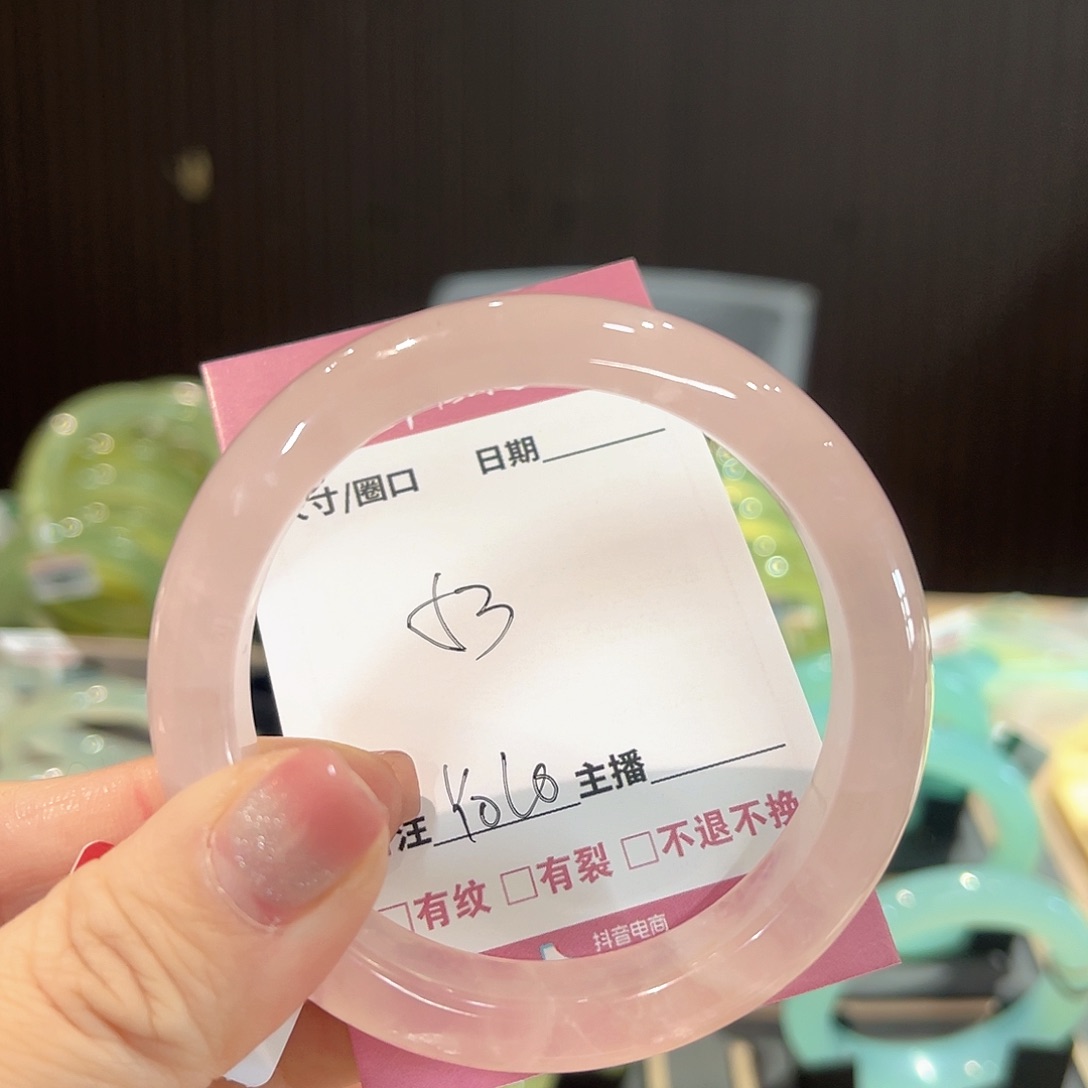 寸/圈口 日期
注 Kolo 主播
有纹 □有裂 □不退不换
抖音电商